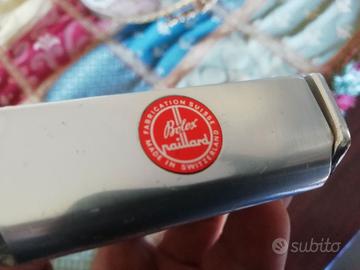 FABRICATION SUISSE
Bolex
paillard
MADE IN SWITZERLAND
subito